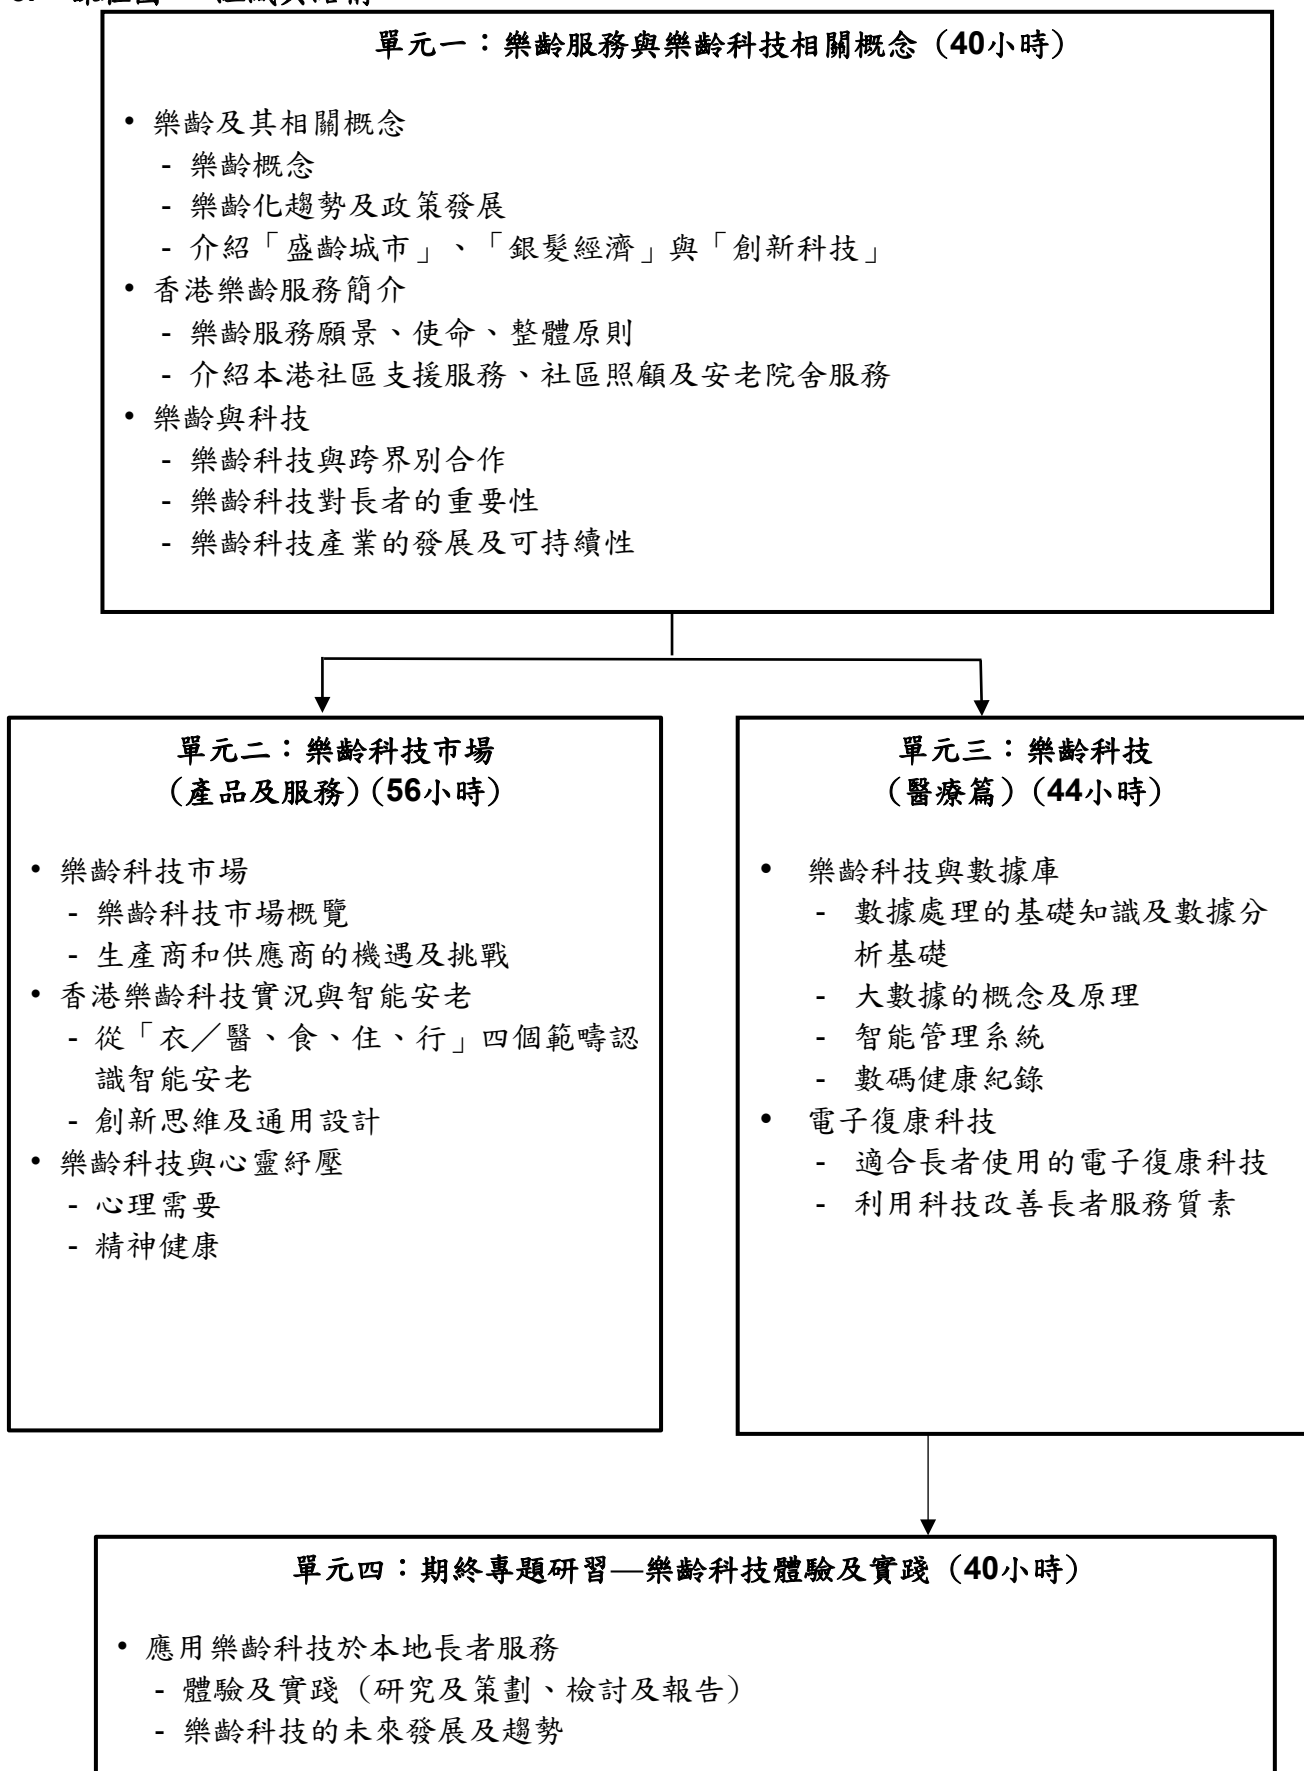 單元一：樂齡服務與樂齡科技相關概念（40小時）
• 樂齡及其相關概念
- 樂齡概念
- 樂齡化趨勢及政策發展
- 介紹「盛齡城市」、「銀髮經濟」與「創新科技」
• 香港樂齡服務簡介
- 樂齡服務願景、使命、整體原則
- 介紹本港社區支援服務、社區照顧及安老院舍服務
• 樂齡與科技
- 樂齡科技與跨界別合作
- 樂齡科技對長者的重要性
- 樂齡科技產業的發展及可持續性
單元二：樂齡科技市場
（產品及服務）（56小時）
• 樂齡科技市場
- 樂齡科技市場概覽
- 生產商和供應商的機遇及挑戰
• 香港樂齡科技實況與智能安老
- 從「衣／醫、食、住、行」四個範疇認
識智能安老
- 創新思維及通用設計
• 樂齡科技與心靈紓壓
- 心理需要
- 精神健康
單元三：樂齡科技
（醫療篇）（44小時）
• 樂齡科技與數據庫
- 數據處理的基礎知識及數據分
析基礎
- 大數據的概念及原理
- 智能管理系統
- 數碼健康紀錄
• 電子復康科技
- 適合長者使用的電子復康科技
- 利用科技改善長者服務質素
單元四：期終專題研習—樂齡科技體驗及實踐（40小時）
• 應用樂齡科技於本地長者服務
- 體驗及實踐（研究及策劃、檢討及報告）
- 樂齡科技的未來發展及趨勢